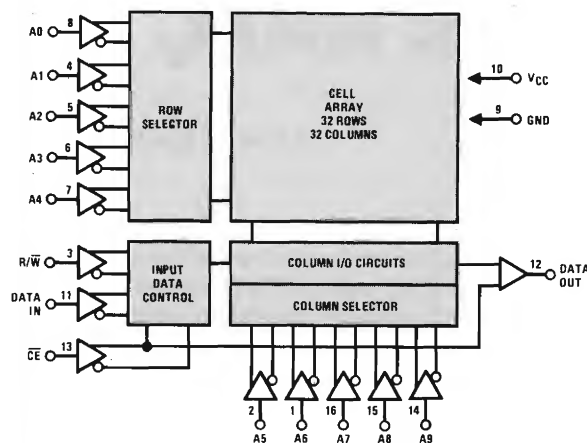 A0 8
A1 4
A2 5
A3 6
A4 7
ROW
SELECTOR
CELL
ARRAY
32 ROWS
32 COLUMNS
10 VCC
9 GND
R/W̅ 3
DATA
IN 11
C̅E̅ 13
INPUT
DATA
CONTROL
COLUMN I/O CIRCUITS
COLUMN SELECTOR
12 DATA
OUT
2 1 16 15 14
A5 A6 A7 A8 A9